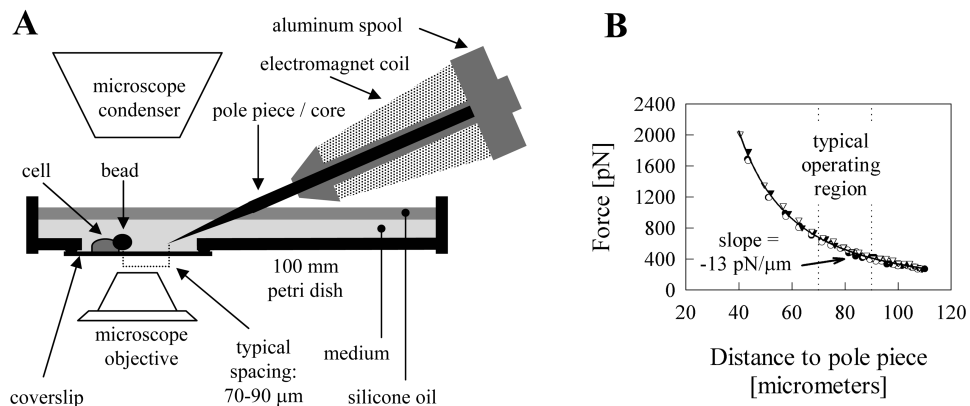 A
aluminum spool
electromagnet coil
microscope
condenser
pole piece / core
cell
bead
100 mm
petri dish
microscope
objective
typical
spacing:
70-90 μm
medium
coverslip
silicone oil
B
2400
2000
1600
1200
800
400
0
Force [pN]
typical
operating
region
slope =
-13 pN/μm
20 40 60 80 100 120
Distance to pole piece
[micrometers]